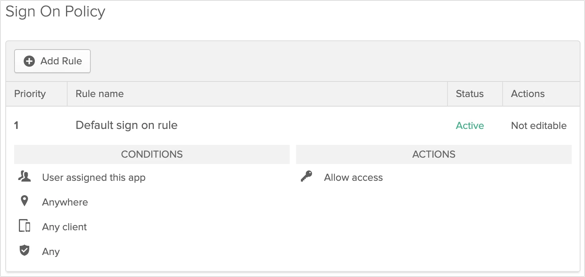 Sign On Policy
Add Rule
Priority Rule name Status Actions
1 Default sign on rule Active Not editable
CONDITIONS ACTIONS
User assigned this app Allow access
Anywhere
Any client
Any